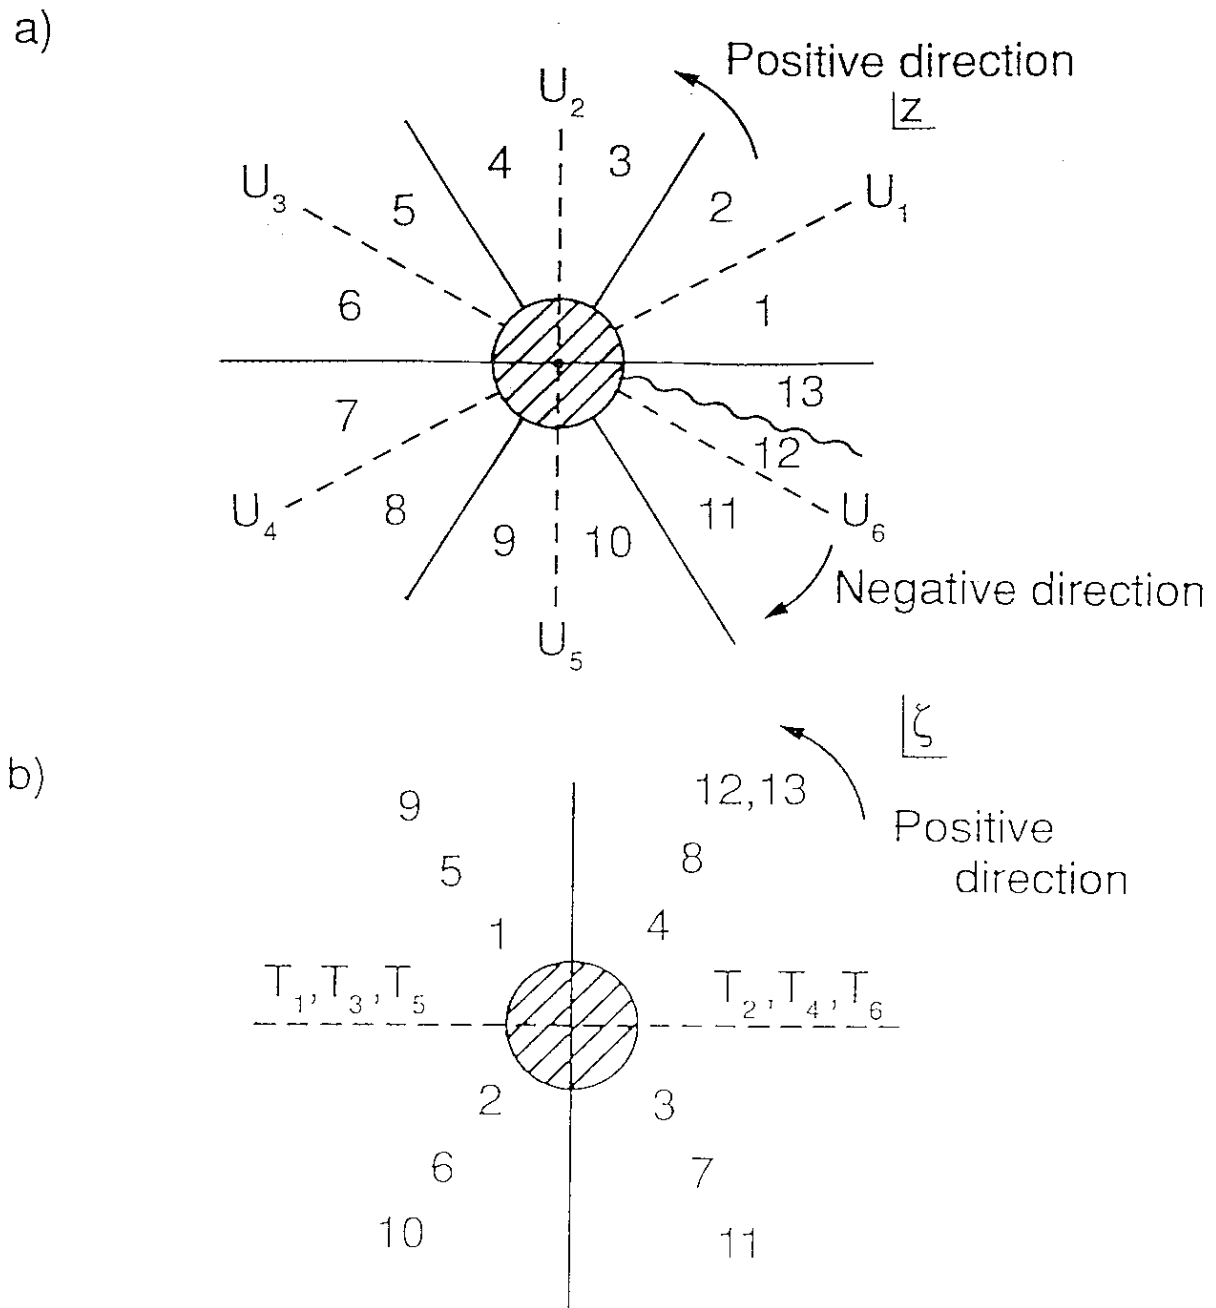 a)
Positive direction
z
U₂
4 3
U₃ 5 2 U₁
6 1
13
7 12
U₄ 8 9 10 11 U₆
Negative direction
U₅
ζ
b)
9 12,13
Positive
direction
5 8
1 4
T₁,T₃,T₅ T₂,T₄,T₆
2 3
6 7
10 11